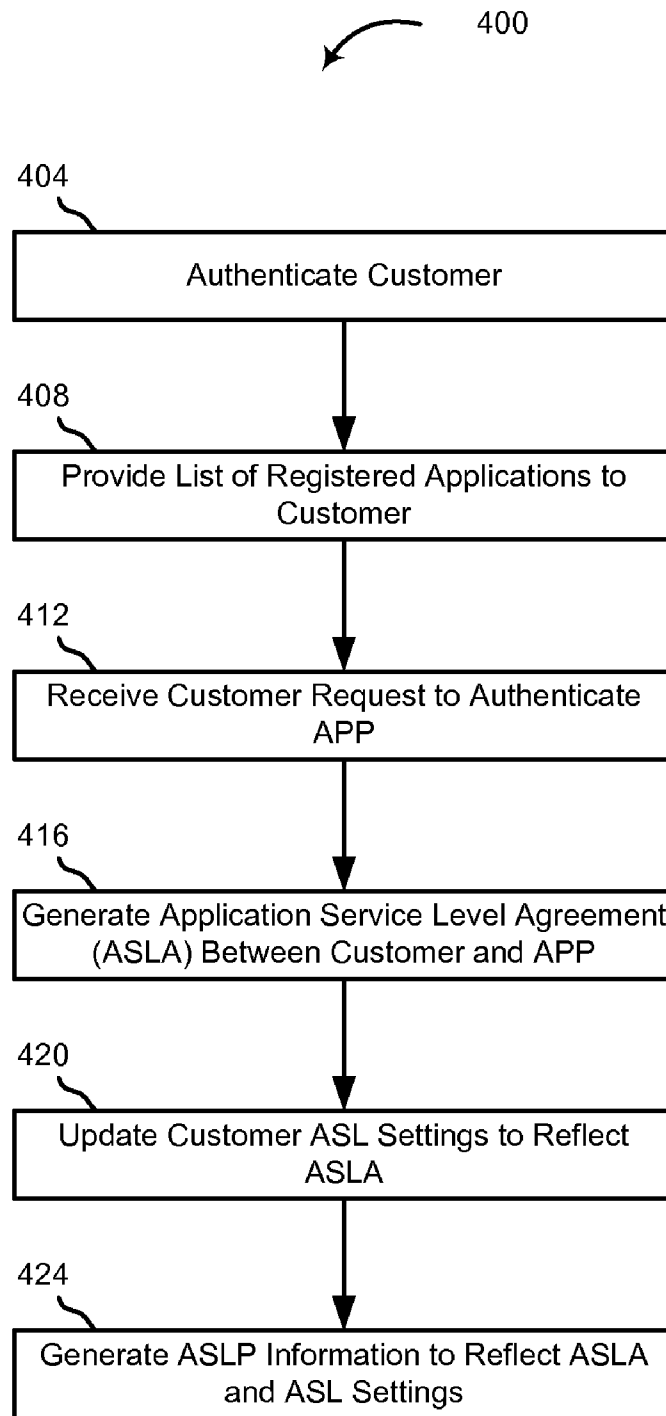 400
404
Authenticate Customer
408
Provide List of Registered Applications to
Customer
412
Receive Customer Request to Authenticate
APP
416
Generate Application Service Level Agreement
(ASLA) Between Customer and APP
420
Update Customer ASL Settings to Reflect
ASLA
424
Generate ASLP Information to Reflect ASLA
and ASL Settings